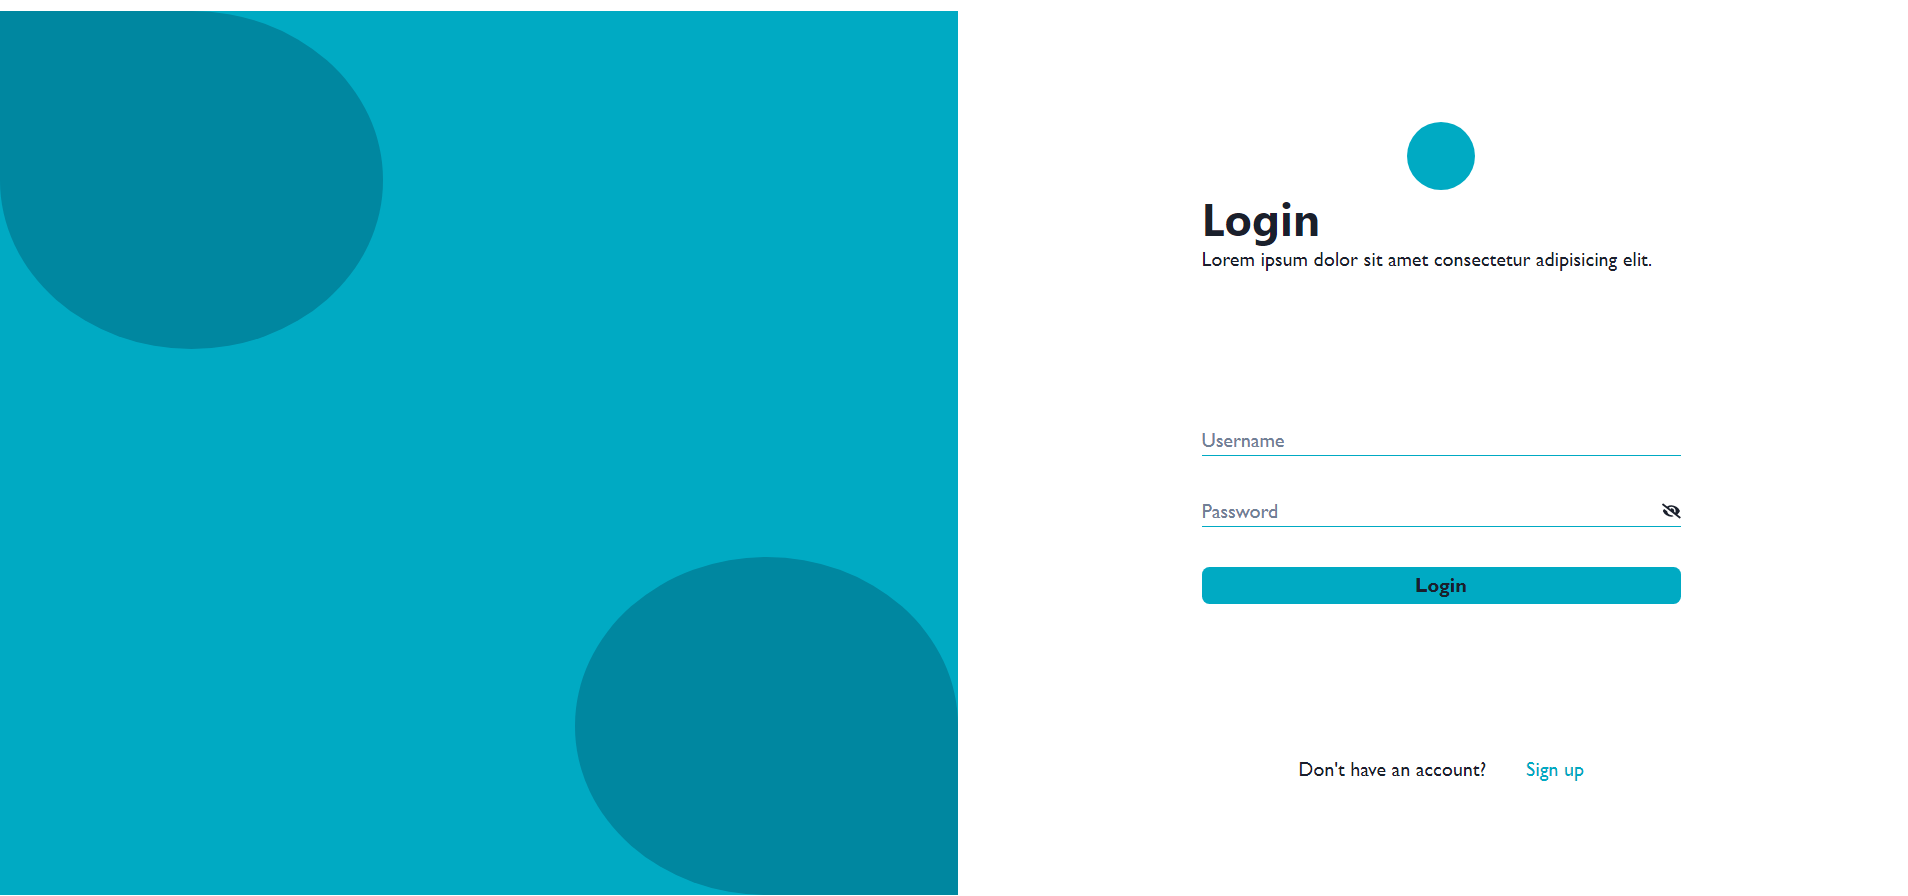 Login
Lorem ipsum dolor sit amet consectetur adipisicing elit.
Username
Password
Login
Don't have an account? Sign up